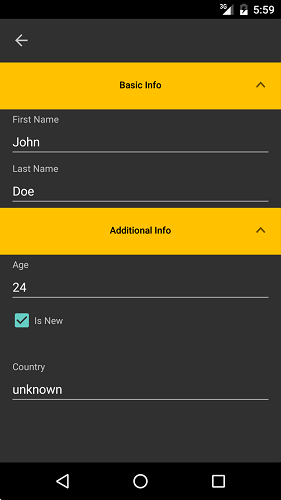 3G 5:59
Basic Info
First Name
John
Last Name
Doe
Additional Info
Age
24
Is New
Country
unknown